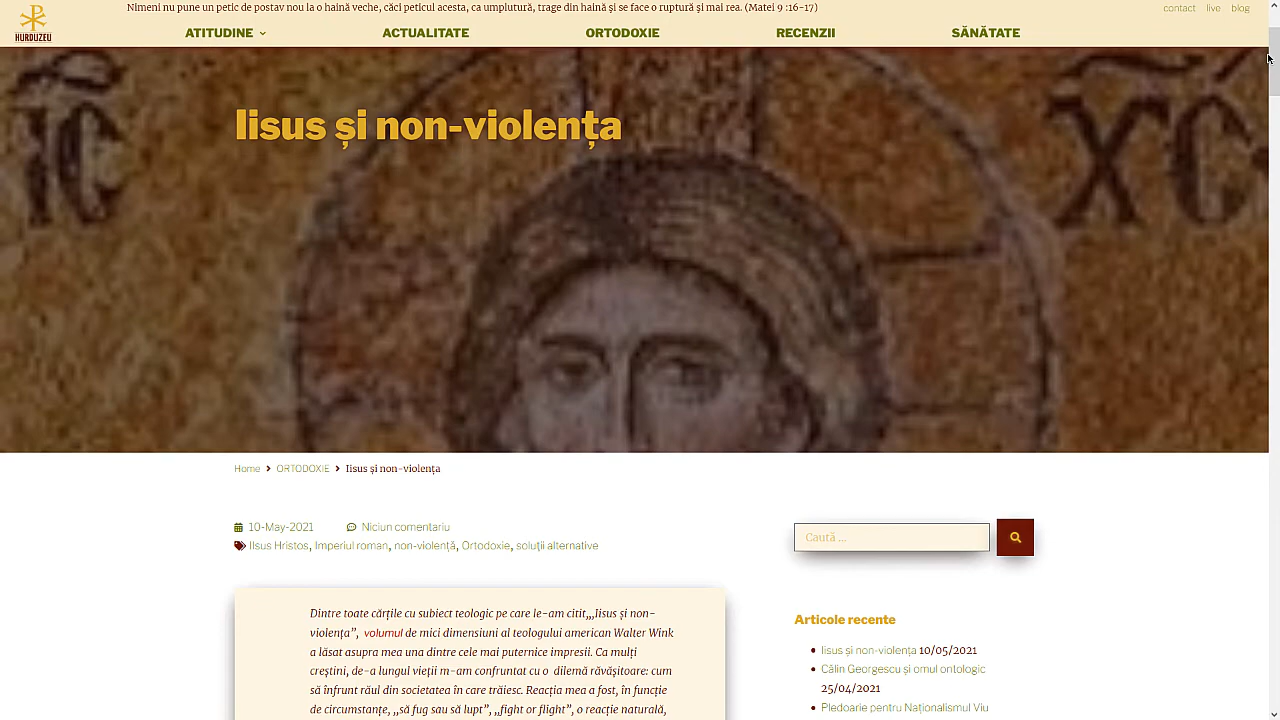 Nimeni nu pune un petic de postav nou la o haină veche, căci peticul acesta, ca umplutură, trage din haină şi se face o ruptură şi mai rea. (Matei 9 :16-17)
contact live blog
HURDUZEU
ATITUDINE ACTUALITATE ORTODOXIE RECENZII SĂNĂTATE
IC XC
Iisus și non-violența
Home > ORTODOXIE > Iisus și non-violența
10-May-2021 Niciun comentariu
IIsus Hristos, Imperiul roman, non-violență, Ortodoxie, soluţii alternative
Caută ...
Dintre toate cărțile cu subiect teologic pe care le-am citit,,,Iisus și non-
violența”, volumul de mici dimensiuni al teologului american Walter Wink
a lăsat asupra mea una dintre cele mai puternice impresii. Ca mulți
creștini, de-a lungul vieții m-am confruntat cu o dilemă răvășitoare: cum
să înfrunt răul din societatea în care trăiesc. Reacția mea a fost, în funcție
de circumstanțe, ,,să fug sau să lupt”, ,,fight or flight”, o reacție naturală,
Articole recente
Iisus și non-violența 10/05/2021
Călin Georgescu și omul ontologic
25/04/2021
Pledoarie pentru Naționalismul Viu